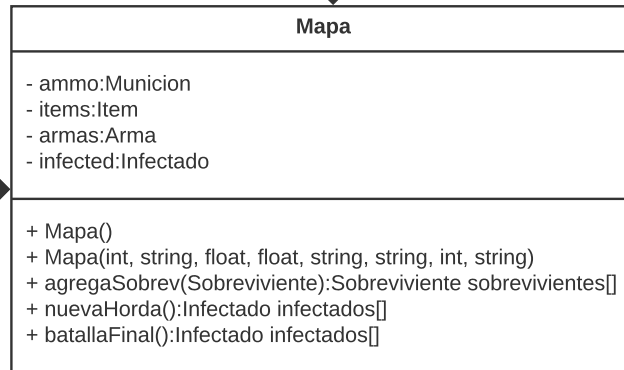 Mapa
- ammo:Municion
- items:Item
- armas:Arma
- infected:Infectado
+ Mapa()
+ Mapa(int, string, float, float, string, string, int, string)
+ agregaSobrev(Sobreviviente):Sobreviviente sobrevivientes[]
+ nuevaHorda():Infectado infectados[]
+ batallaFinal():Infectado infectados[]